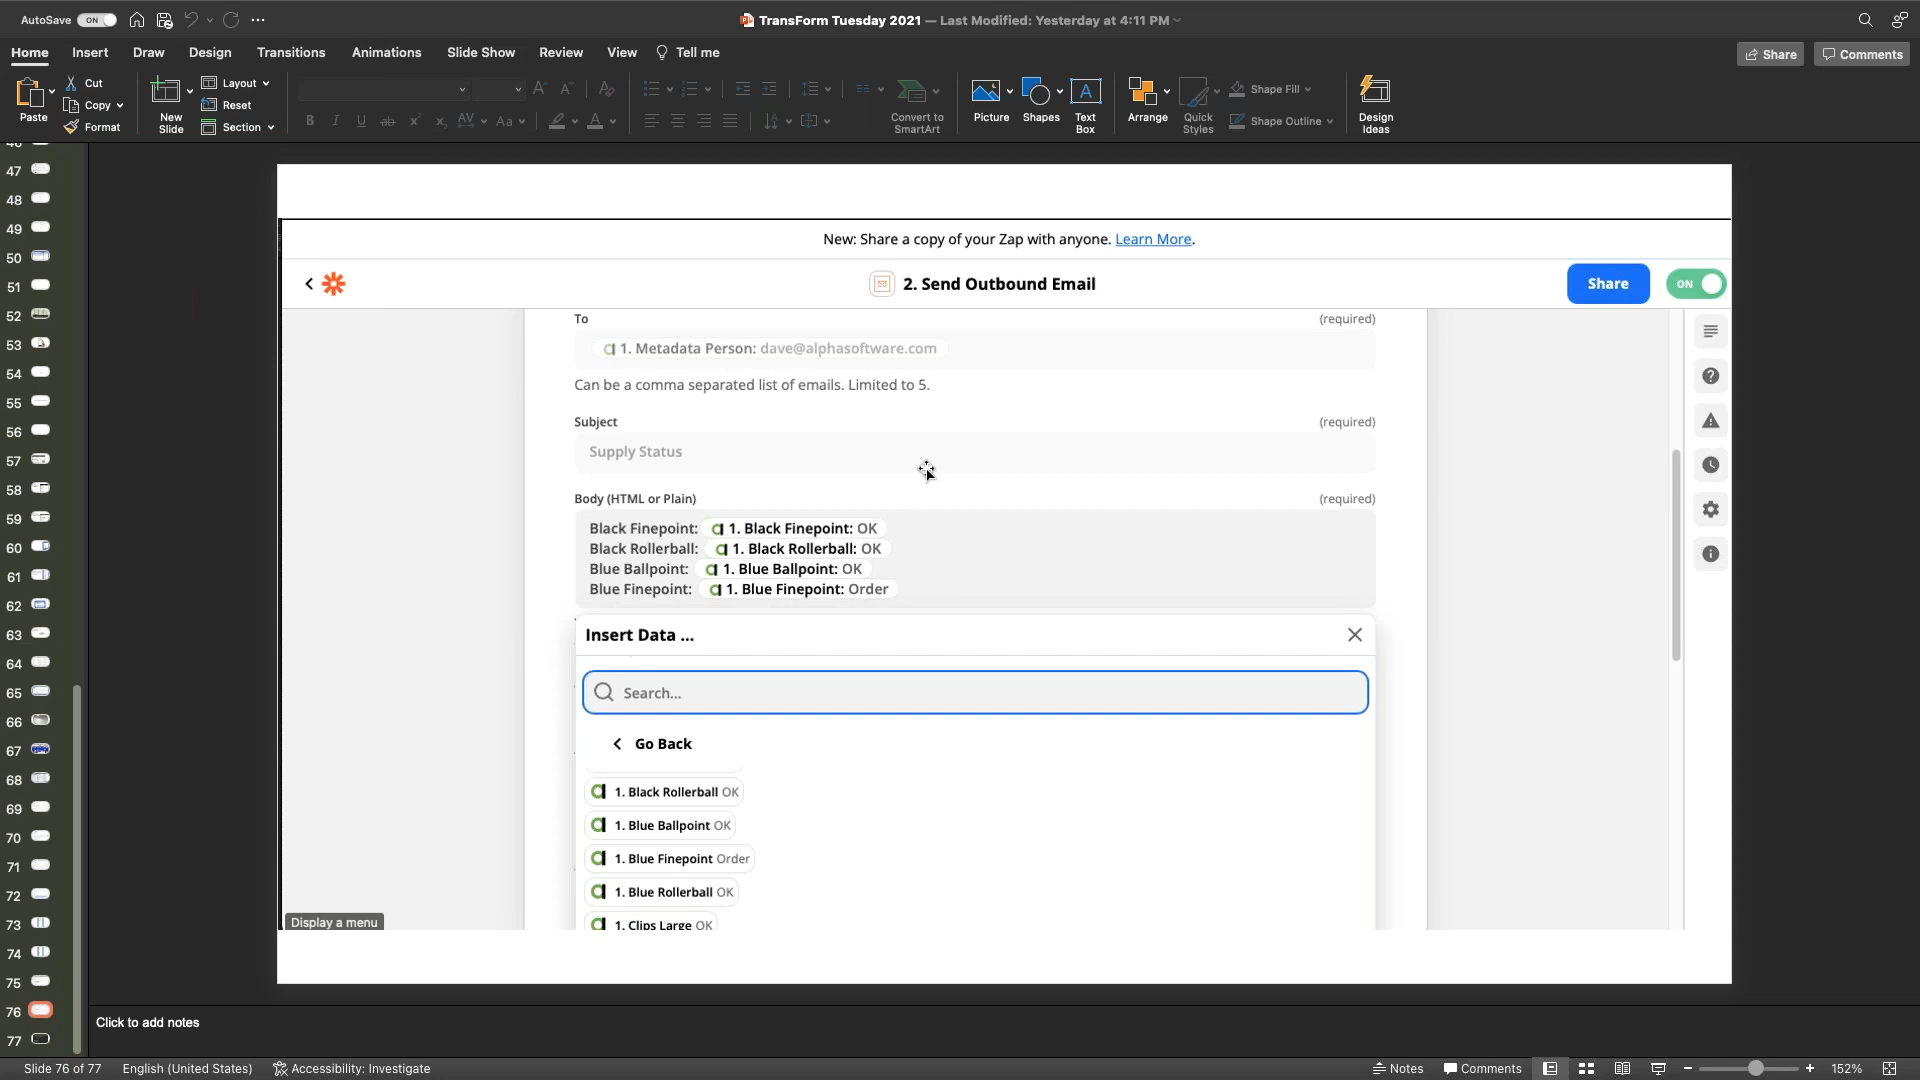 AutoSave ON TransForm Tuesday 2021 — Last Modified: Yesterday at 4:11 PM
Home Insert Draw Design Transitions Animations Slide Show Review View Tell me Share Comments
Paste Cut Copy Format New Slide Layout Reset Section
B I U ab x² x₂ AV Aa A A A A A
Convert to SmartArt Picture Shapes Text Box Arrange Quick Styles Shape Fill Shape Outline Design Ideas
46
47
48
49
50
51
52
53
54
55
56
57
58
59
60
61
62
63
64
65
66
67
68
69
70
71
72
73
74
75
76
77
New: Share a copy of your Zap with anyone. Learn More.
2. Send Outbound Email Share ON
To (required)
1. Metadata Person: dave@alphasoftware.com
Can be a comma separated list of emails. Limited to 5.
Subject (required)
Supply Status
Body (HTML or Plain) (required)
Black Finepoint: 1. Black Finepoint: OK
Black Rollerball: 1. Black Rollerball: OK
Blue Ballpoint: 1. Blue Ballpoint: OK
Blue Finepoint: 1. Blue Finepoint: Order
Insert Data ...
Search...
Go Back
1. Black Rollerball OK
1. Blue Ballpoint OK
1. Blue Finepoint Order
1. Blue Rollerball OK
1. Clips Large OK
Display a menu
Click to add notes
Slide 76 of 77 English (United States) Accessibility: Investigate Notes Comments 152%